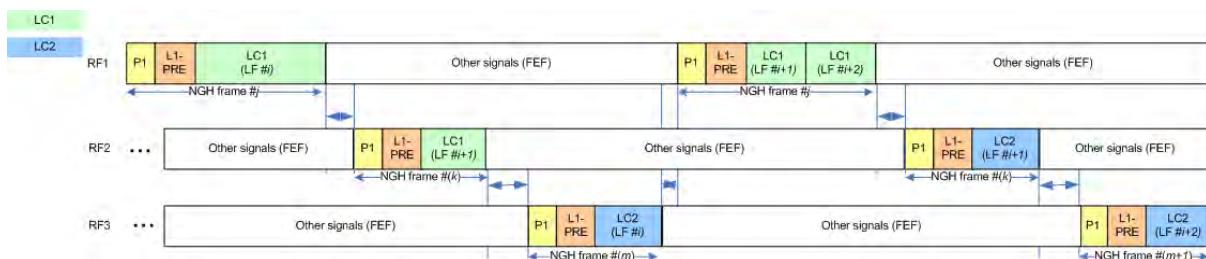 LC1
LC2
RF1
P1
L1-
PRE
LC1
(LF #i)
Other signals (FEF)
P1
L1-
PRE
LC1
(LF #i+1)
LC1
(LF #i+2)
Other signals (FEF)
NGH frame #j
NGH frame #j
RF2
...
Other signals (FEF)
P1
L1-
PRE
LC1
(LF #i+1)
Other signals (FEF)
P1
L1-
PRE
LC2
(LF #i+1)
Other signals (FEF)
NGH frame #(k)
NGH frame #(k)
RF3
...
Other signals (FEF)
P1
L1-
PRE
LC2
(LF #i)
Other signals (FEF)
P1
L1-
PRE
LC2
(LF #i+2)
NGH frame #(m)
NGH frame #(m+1)